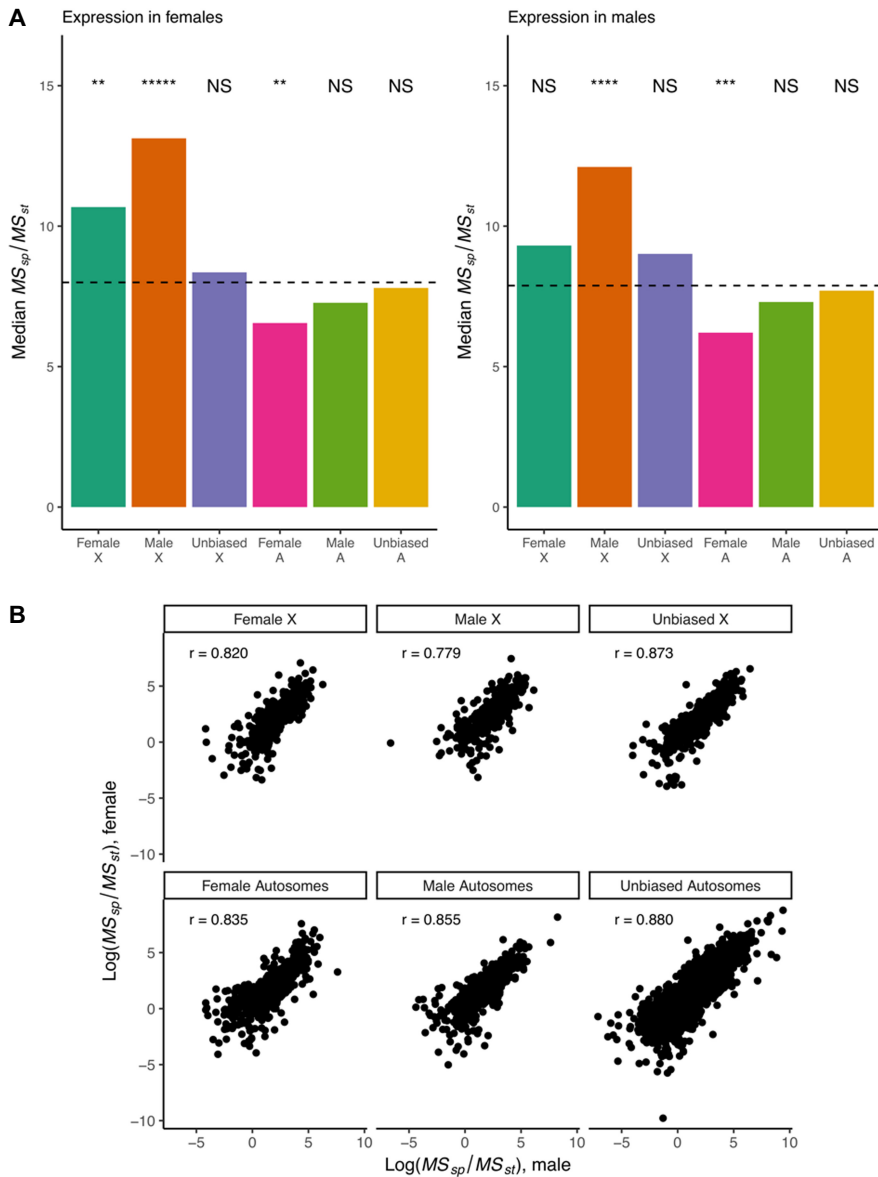 A
Expression in females
Median MSsp/MSst
15
10
5
0
** ***** NS ** NS NS
Female X
Male X
Unbiased X
Female A
Male A
Unbiased A
Expression in males
Median MSsp/MSst
15
10
5
0
NS **** NS *** NS NS
Female X
Male X
Unbiased X
Female A
Male A
Unbiased A
B
Log(MSsp/MSst), female
Female X
Male X
Unbiased X
r = 0.820
r = 0.779
r = 0.873
5
0
−5
−10
Female Autosomes
Male Autosomes
Unbiased Autosomes
r = 0.835
r = 0.855
r = 0.880
5
0
−5
−10
−5 0 5 10
−5 0 5 10
−5 0 5 10
Log(MSsp/MSst), male